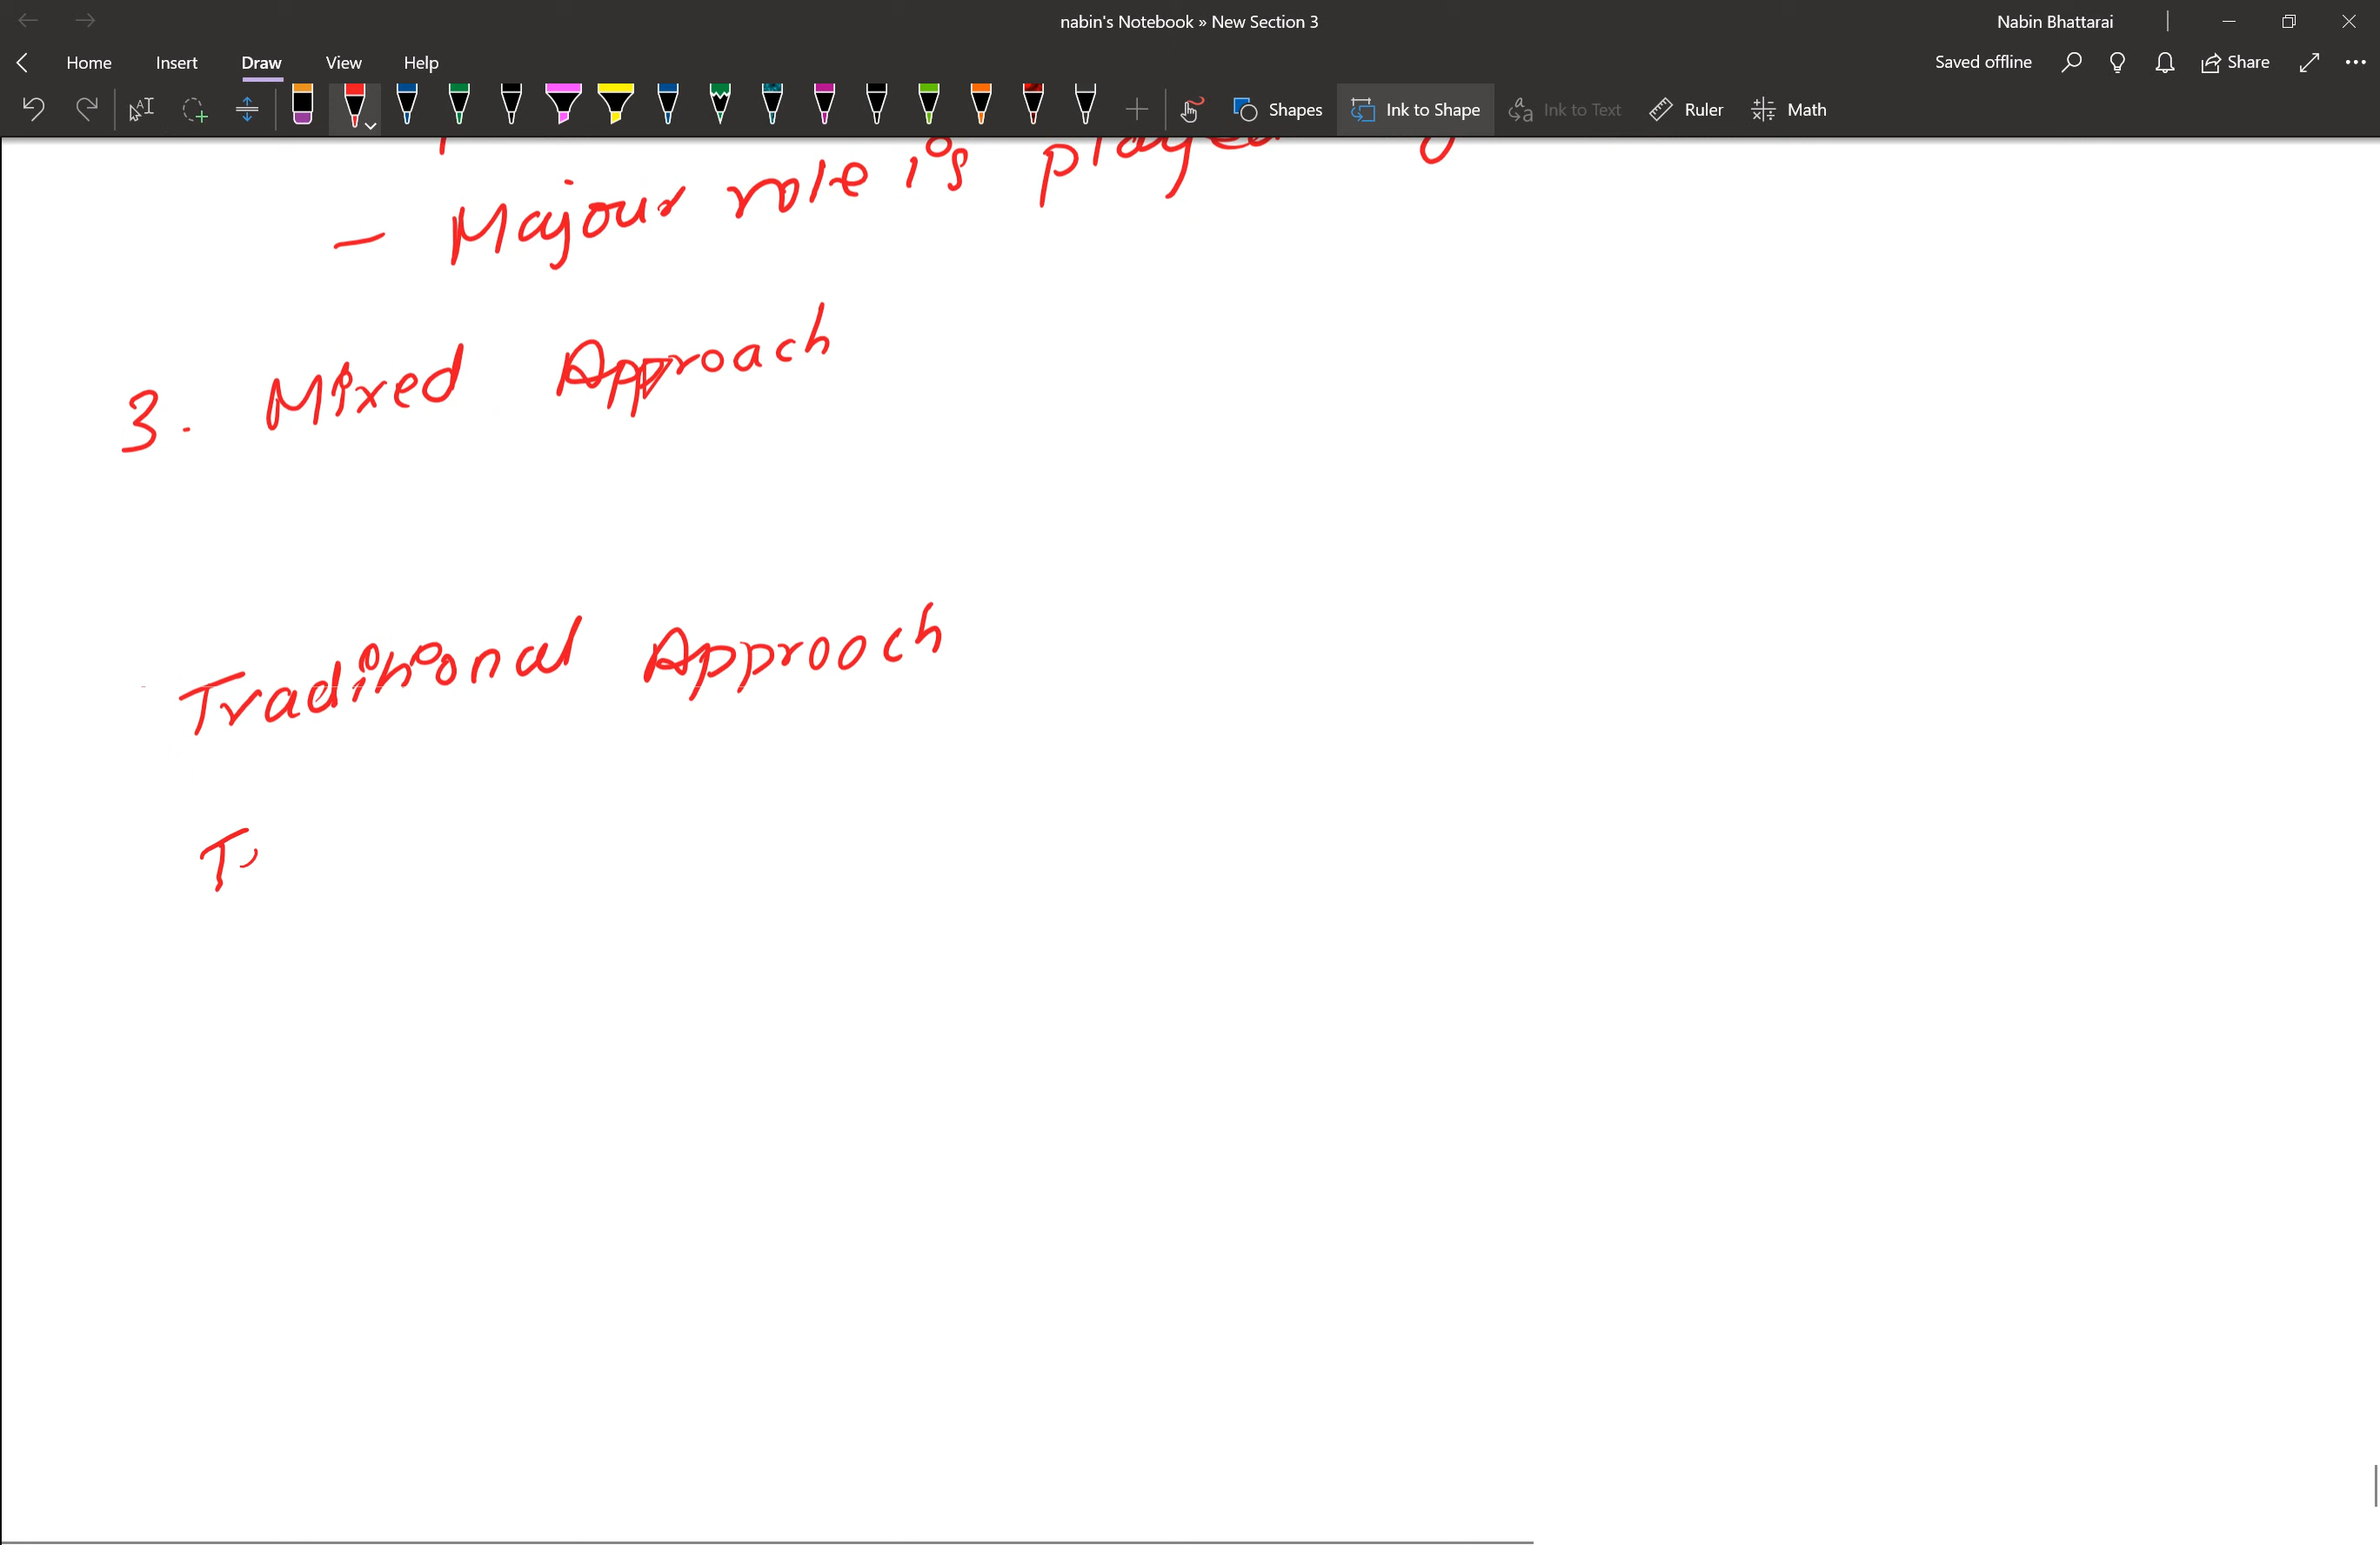 nabin's Notebook » New Section 3
Nabin Bhattarai
Home Insert Draw View Help
Saved offline
Share
Shapes
Ink to Shape
Ink to Text
Ruler
Math
– Majour role is played
3. Mixed Approach
Traditional Approach
T